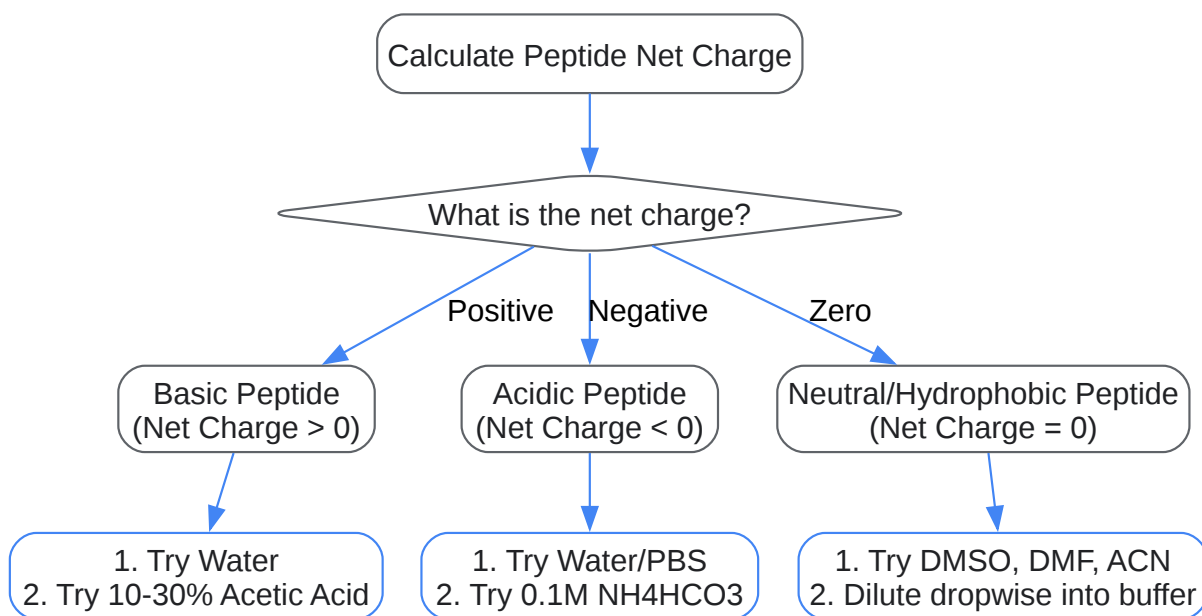 Calculate Peptide Net Charge
What is the net charge?
Positive
Negative
Zero
Basic Peptide
(Net Charge > 0)
Acidic Peptide
(Net Charge < 0)
Neutral/Hydrophobic Peptide
(Net Charge = 0)
1. Try Water
2. Try 10-30% Acetic Acid
1. Try Water/PBS
2. Try 0.1M NH4HCO3
1. Try DMSO, DMF, ACN
2. Dilute dropwise into buffer